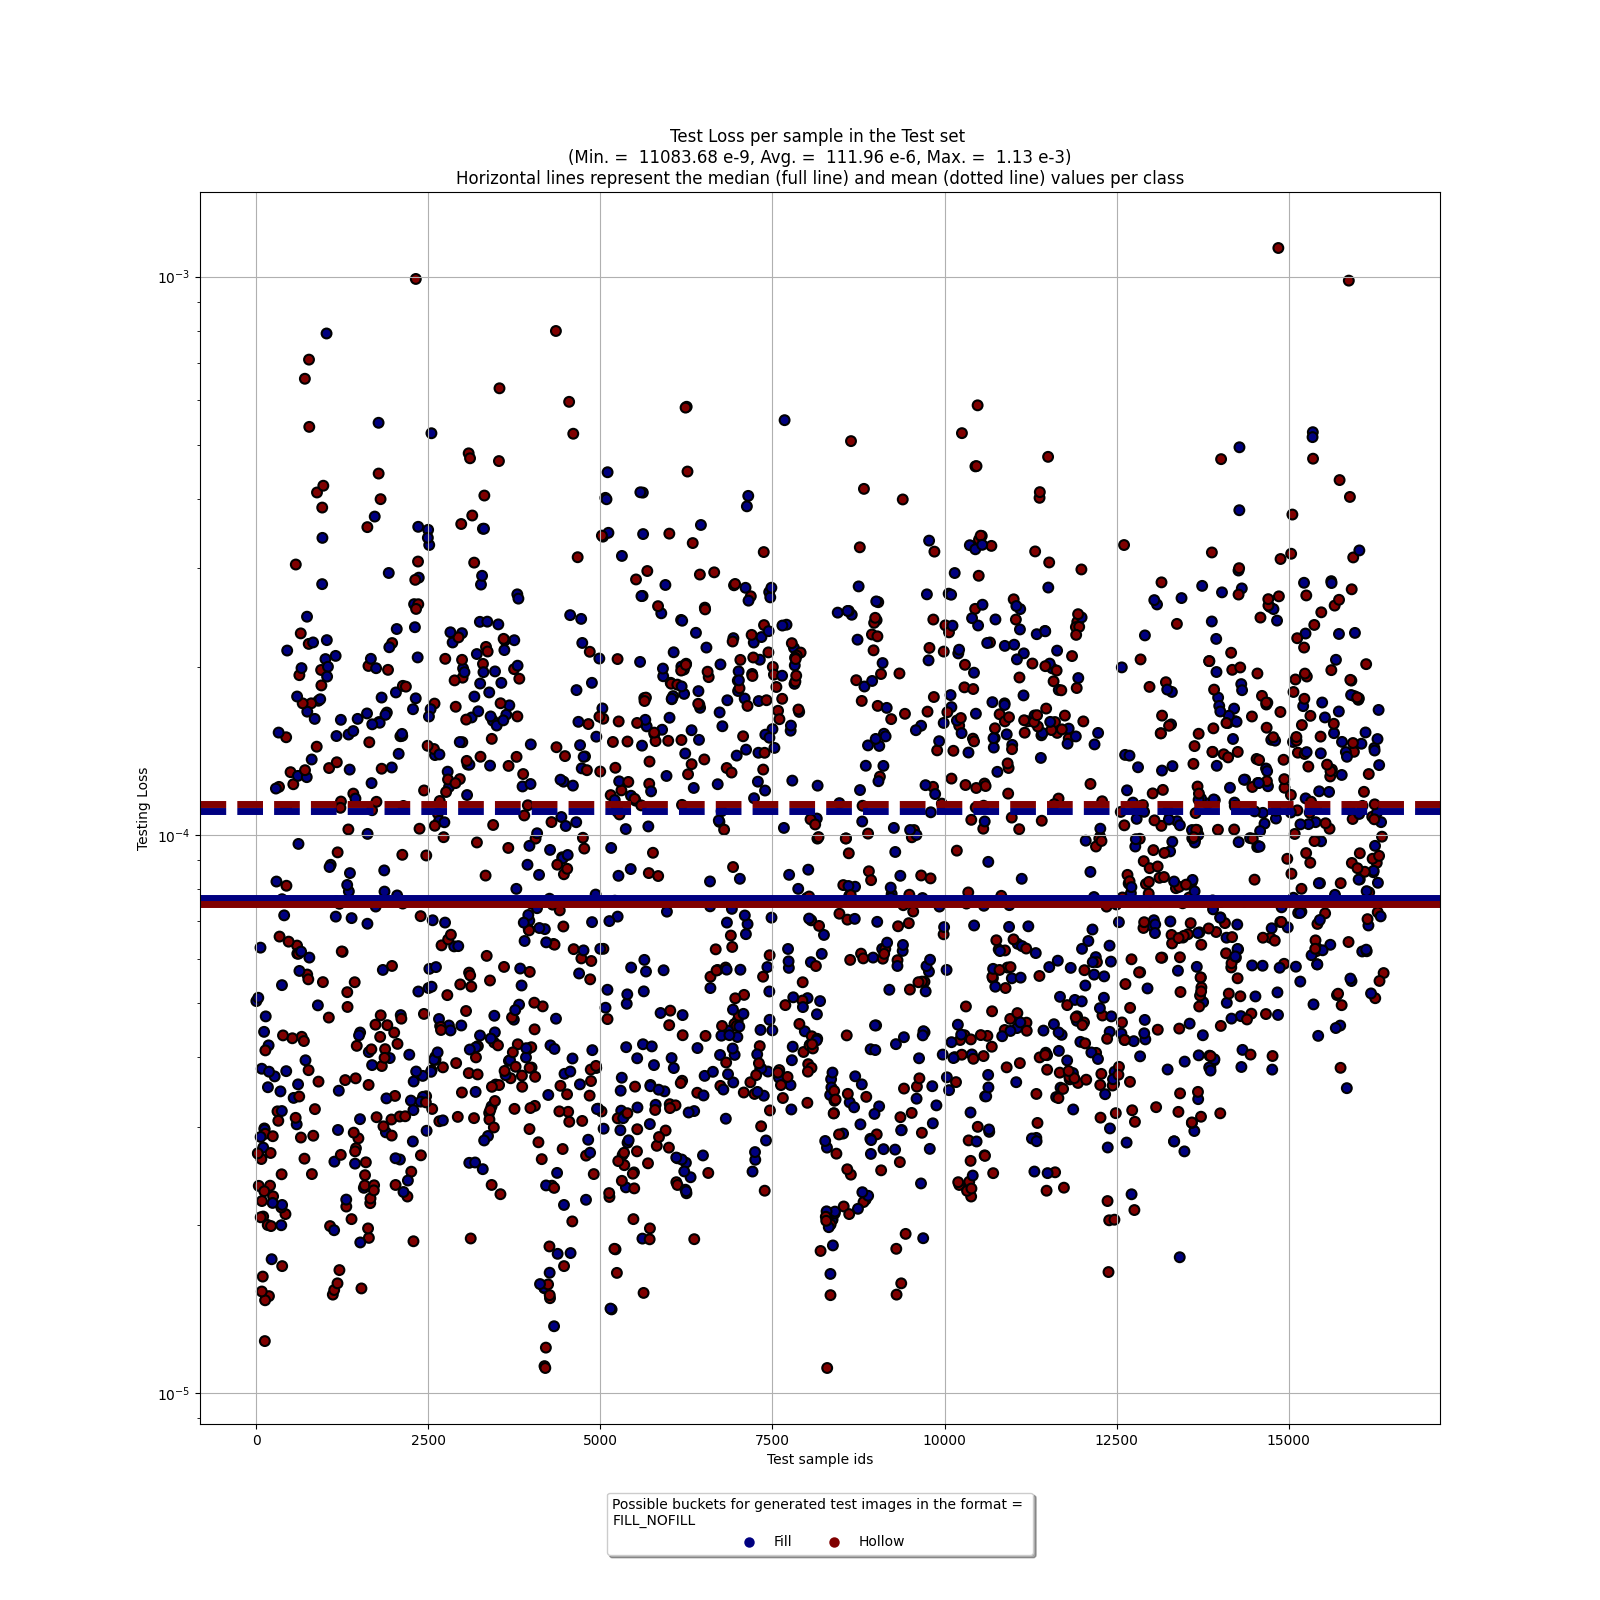 Test Loss per sample in the Test set
(Min. =  11083.68 e-9, Avg. =  111.96 e-6, Max. =  1.13 e-3)
Horizontal lines represent the median (full line) and mean (dotted line) values per class
10⁻³
10⁻⁴
10⁻⁵
Testing Loss
0 2500 5000 7500 10000 12500 15000
Test sample ids
Possible buckets for generated test images in the format =
FILL_NOFILL
Fill Hollow